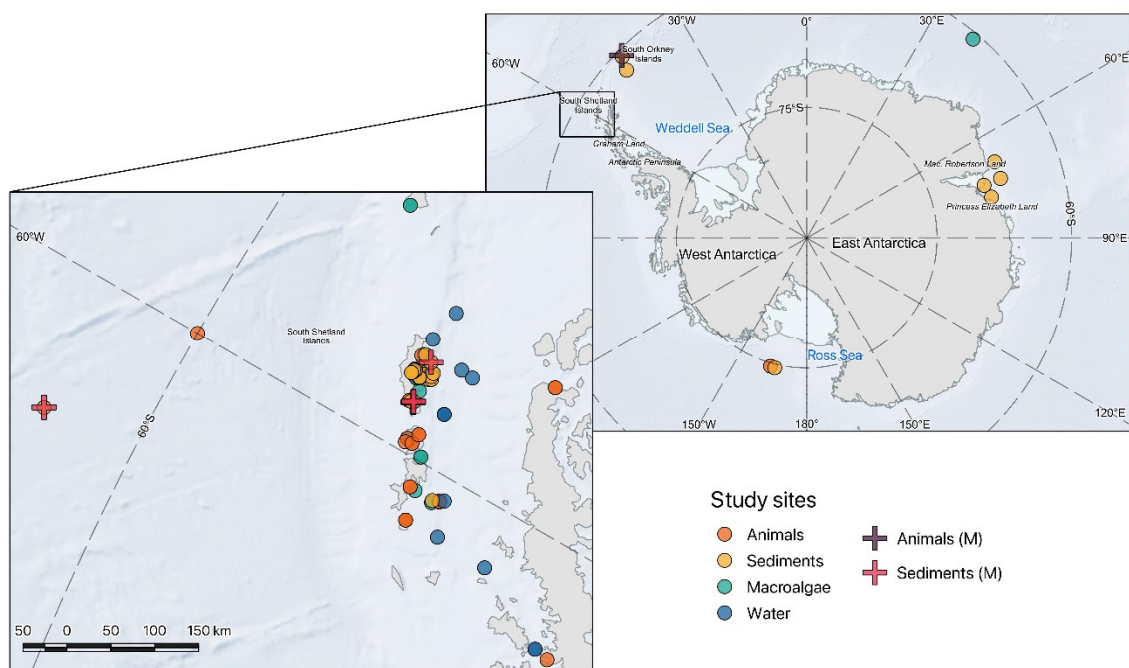 30°W
0°
30°E
60°W
60°E
South Orkney
Islands
South Shetland
Islands
75°S
Weddell Sea
Graham Land
Antarctic Peninsula
Mac. Robertson Land
Princess Elizabeth Land
60°S
90°E
West Antarctica
East Antarctica
Ross Sea
150°W
180°
150°E
120°E
60°W
South Shetland
Islands
60°S
50 0 50 100 150 km
Study sites
Animals
Sediments
Macroalgae
Water
Animals (M)
Sediments (M)